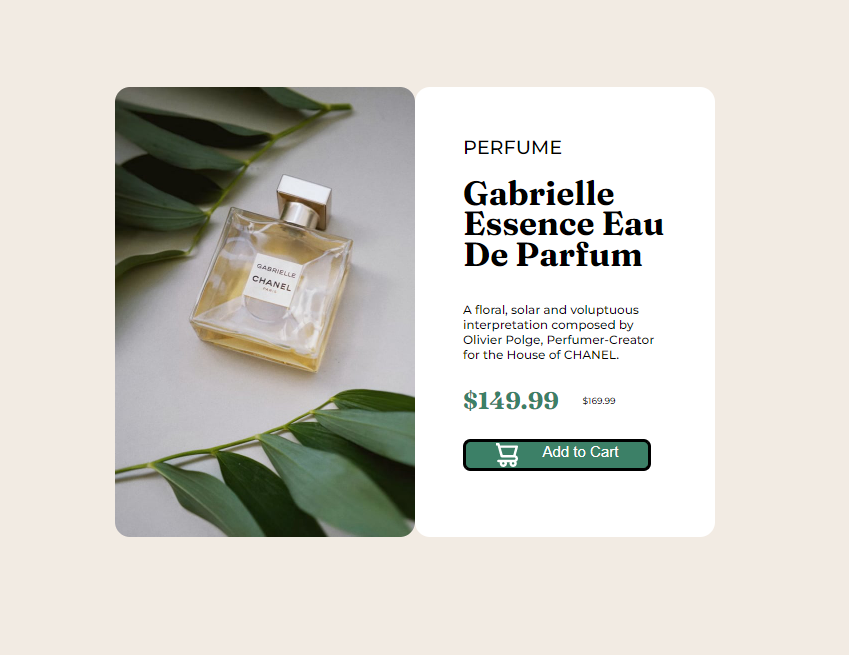 GABRIELLE
CHANEL
PARIS
PERFUME
Gabrielle
Essence Eau
De Parfum
A floral, solar and voluptuous
interpretation composed by
Olivier Polge, Perfumer-Creator
for the House of CHANEL.
$149.99 $169.99
Add to Cart